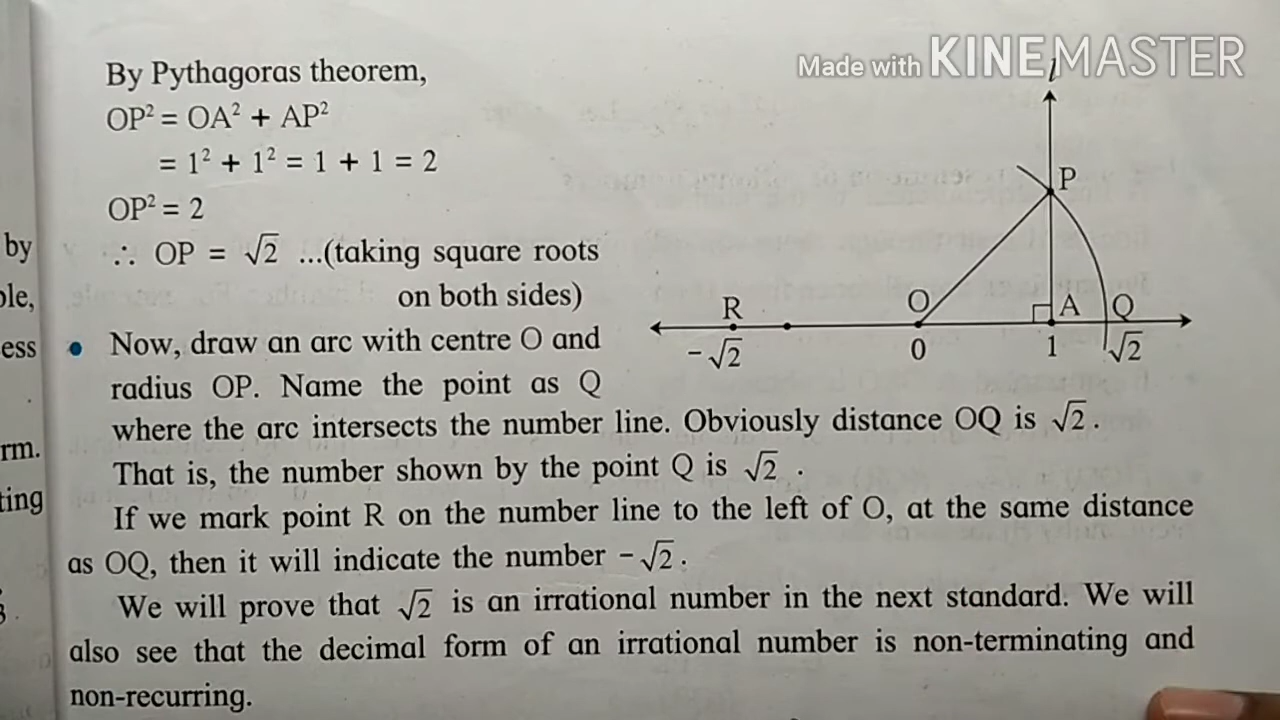 Made with KINEMASTER
By Pythagoras theorem,
OP² = OA² + AP²
= 1² + 1² = 1 + 1 = 2
OP² = 2
∴ OP = √2 ...(taking square roots
on both sides)
l
P
R O A Q
-√2 0 1 √2
by
ess
rm.
ting
• Now, draw an arc with centre O and
radius OP. Name the point as Q
where the arc intersects the number line. Obviously distance OQ is √2.
That is, the number shown by the point Q is √2 .
If we mark point R on the number line to the left of O, at the same distance
as OQ, then it will indicate the number -√2.
We will prove that √2 is an irrational number in the next standard. We will
also see that the decimal form of an irrational number is non-terminating and
non-recurring.